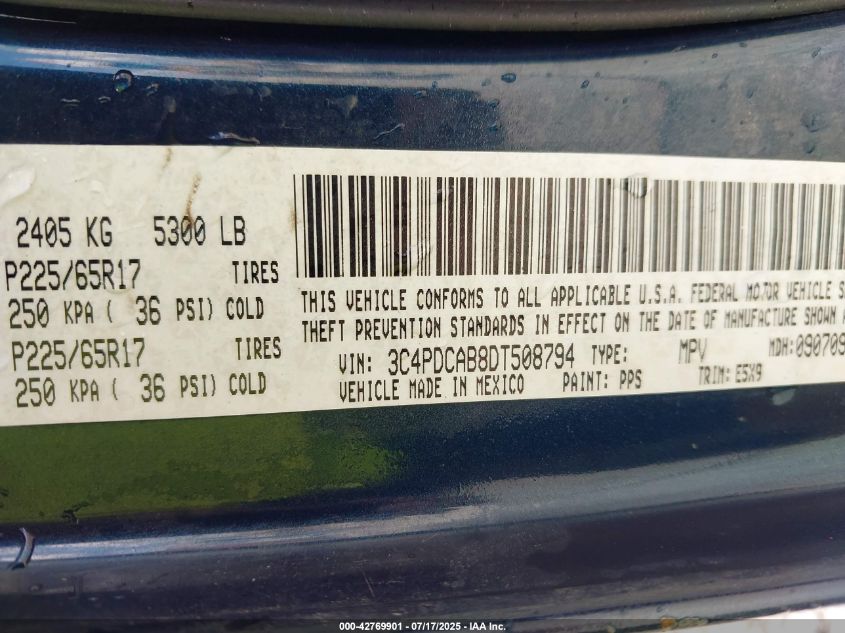 2405 KG 5300 LB
P225/65R17 TIRES
250 KPA ( 36 PSI) COLD
P225/65R17 TIRES
250 KPA ( 36 PSI) COLD
THIS VEHICLE CONFORMS TO ALL APPLICABLE U.S.A. FEDERAL MOTOR VEHICLE S
THEFT PREVENTION STANDARDS IN EFFECT ON THE DATE OF MANUFACTURE SHOWN A
VIN: 3C4PDCAB8DT508794 TYPE: MPV MDH:090709
VEHICLE MADE IN MEXICO PAINT: PPS TRIM: E5X9
000-42769901 - 07/17/2025 - IAA Inc.